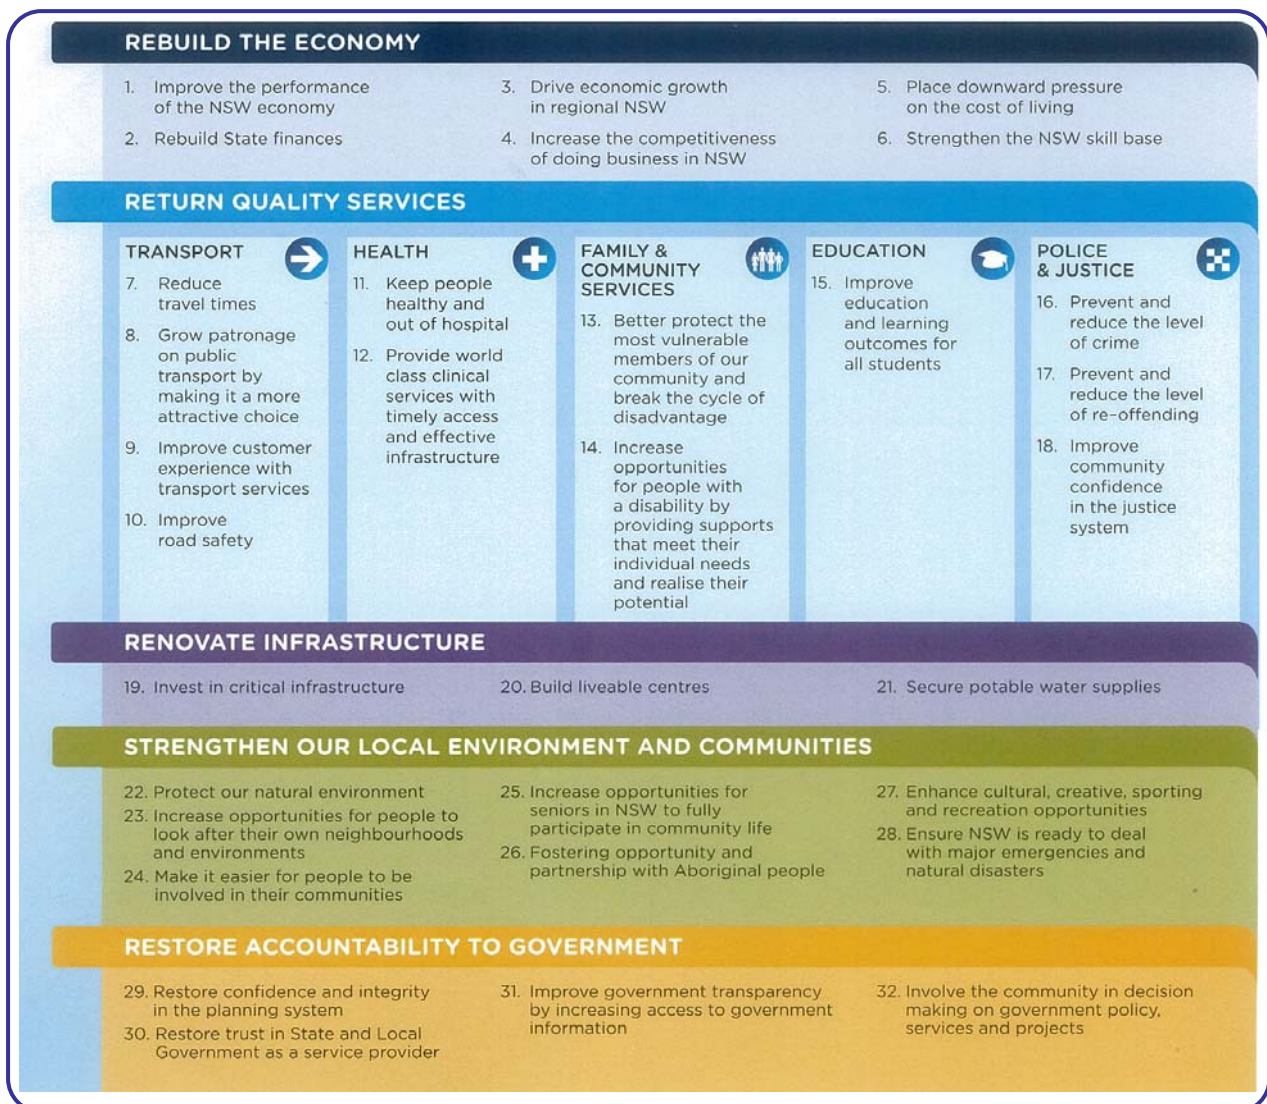 REBUILD THE ECONOMY
1. Improve the performance
of the NSW economy
2. Rebuild State finances
3. Drive economic growth
in regional NSW
4. Increase the competitiveness
of doing business in NSW
5. Place downward pressure
on the cost of living
6. Strengthen the NSW skill base
RETURN QUALITY SERVICES
TRANSPORT
7. Reduce
travel times
8. Grow patronage
on public
transport by
making it a more
attractive choice
9. Improve customer
experience with
transport services
10. Improve
road safety
HEALTH
11. Keep people
healthy and
out of hospital
12. Provide world
class clinical
services with
timely access
and effective
infrastructure
FAMILY &
COMMUNITY
SERVICES
13. Better protect the
most vulnerable
members of our
community and
break the cycle of
disadvantage
14. Increase
opportunities
for people with
a disability by
providing supports
that meet their
individual needs
and realise their
potential
EDUCATION
15. Improve
education
and learning
outcomes for
all students
POLICE
& JUSTICE
16. Prevent and
reduce the level
of crime
17. Prevent and
reduce the level
of re-offending
18. Improve
community
confidence
in the justice
system
RENOVATE INFRASTRUCTURE
19. Invest in critical infrastructure
20. Build liveable centres
21. Secure potable water supplies
STRENGTHEN OUR LOCAL ENVIRONMENT AND COMMUNITIES
22. Protect our natural environment
23. Increase opportunities for people to
look after their own neighbourhoods
and environments
24. Make it easier for people to be
involved in their communities
25. Increase opportunities for
seniors in NSW to fully
participate in community life
26. Fostering opportunity and
partnership with Aboriginal people
27. Enhance cultural, creative, sporting
and recreation opportunities
28. Ensure NSW is ready to deal
with major emergencies and
natural disasters
RESTORE ACCOUNTABILITY TO GOVERNMENT
29. Restore confidence and integrity
in the planning system
30. Restore trust in State and Local
Government as a service provider
31. Improve government transparency
by increasing access to government
information
32. Involve the community in decision
making on government policy,
services and projects